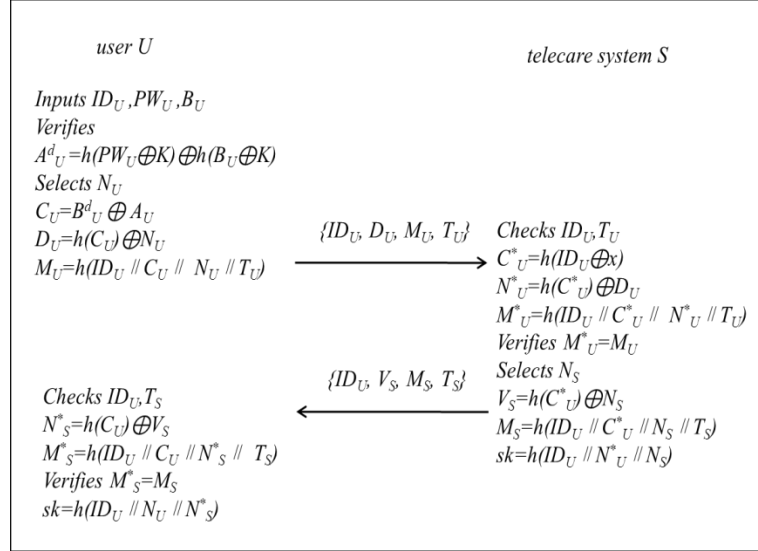 user U
telecare system S
Inputs ID_U ,PW_U ,B_U
Verifies
A^d_U=h(PW_U⨁K)⨁h(B_U⨁K)
Selects N_U
C_U=B^d_U ⨁ A_U
D_U=h(C_U)⨁N_U
M_U=h(ID_U // C_U // N_U // T_U)
{ID_U, D_U, M_U, T_U}
Checks ID_U,T_U
C^*_U=h(ID_U⨁x)
N^*_U=h(C^*_U)⨁D_U
M^*_U=h(ID_U // C^*_U // N^*_U // T_U)
Verifies M^*_U=M_U
Selects N_S
V_S=h(C^*_U)⨁N_S
M_S=h(ID_U // C^*_U // N_S // T_S)
sk=h(ID_U // N^*_U // N_S)
{ID_U, V_S, M_S, T_S}
Checks ID_U,T_S
N^*_S=h(C_U)⨁V_S
M^*_S=h(ID_U // C_U // N^*_S // T_S)
Verifies M^*_S=M_S
sk=h(ID_U // N_U // N^*_S)